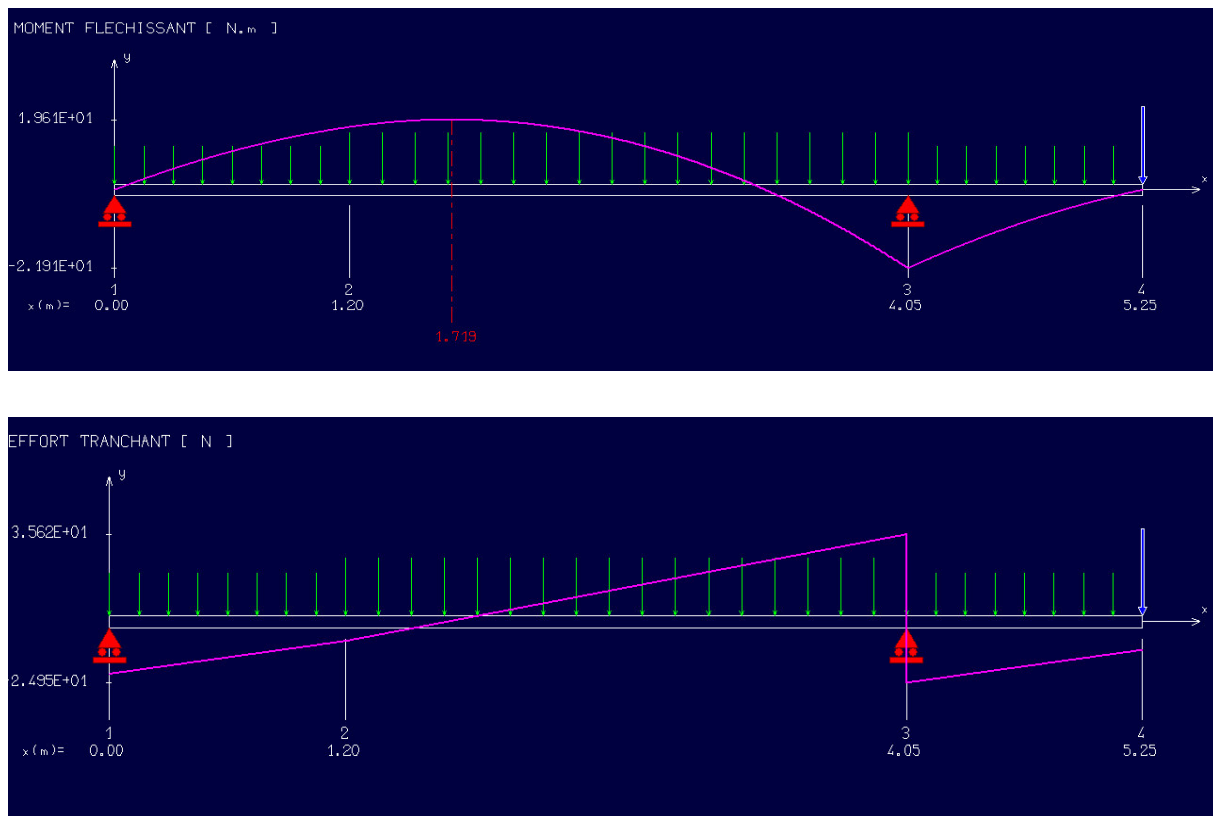 MOMENT FLECHISSANT [ N.m ]
y
1.961E+01
x
-2.191E+01
1 2 3 4
x(m)= 0.00 1.20 4.05 5.25
1.719
EFFORT TRANCHANT [ N ]
y
3.562E+01
x
-2.495E+01
1 2 3 4
x(m)= 0.00 1.20 4.05 5.25